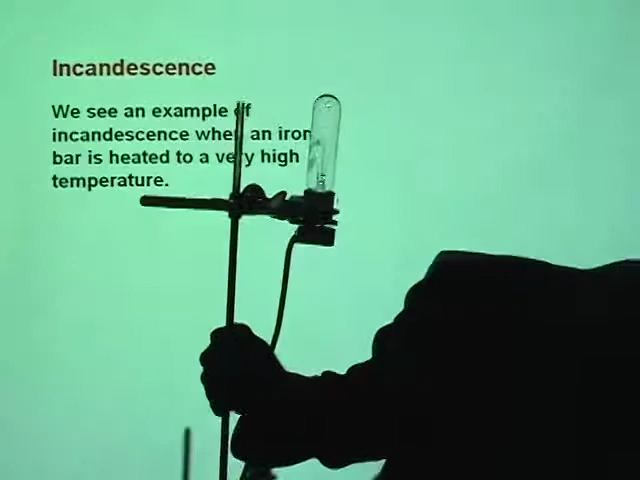 Incandescence
We see an example of
incandescence when an iron
bar is heated to a very high
temperature.